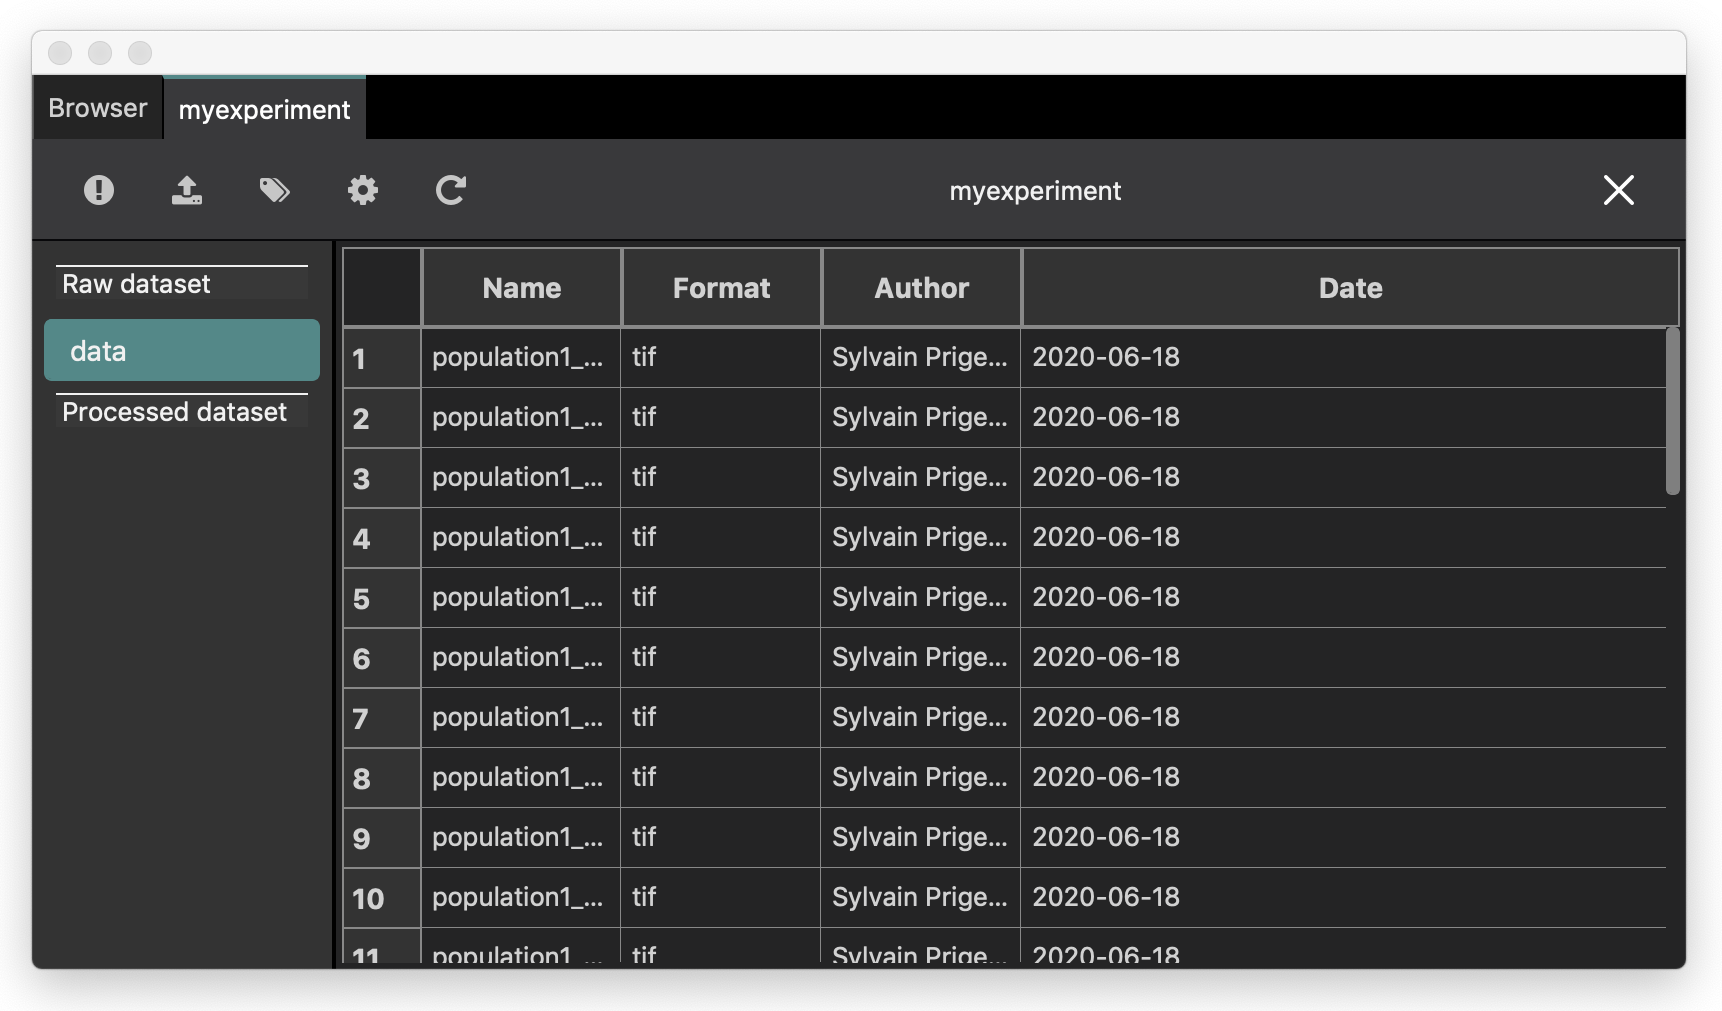 Browser myexperiment
myexperiment
Raw dataset
data
Processed dataset
Name Format Author Date
1 population1_... tif Sylvain Prige... 2020-06-18
2 population1_... tif Sylvain Prige... 2020-06-18
3 population1_... tif Sylvain Prige... 2020-06-18
4 population1_... tif Sylvain Prige... 2020-06-18
5 population1_... tif Sylvain Prige... 2020-06-18
6 population1_... tif Sylvain Prige... 2020-06-18
7 population1_... tif Sylvain Prige... 2020-06-18
8 population1_... tif Sylvain Prige... 2020-06-18
9 population1_... tif Sylvain Prige... 2020-06-18
10 population1_... tif Sylvain Prige... 2020-06-18
11 population1_... tif Sylvain Prige... 2020-06-18